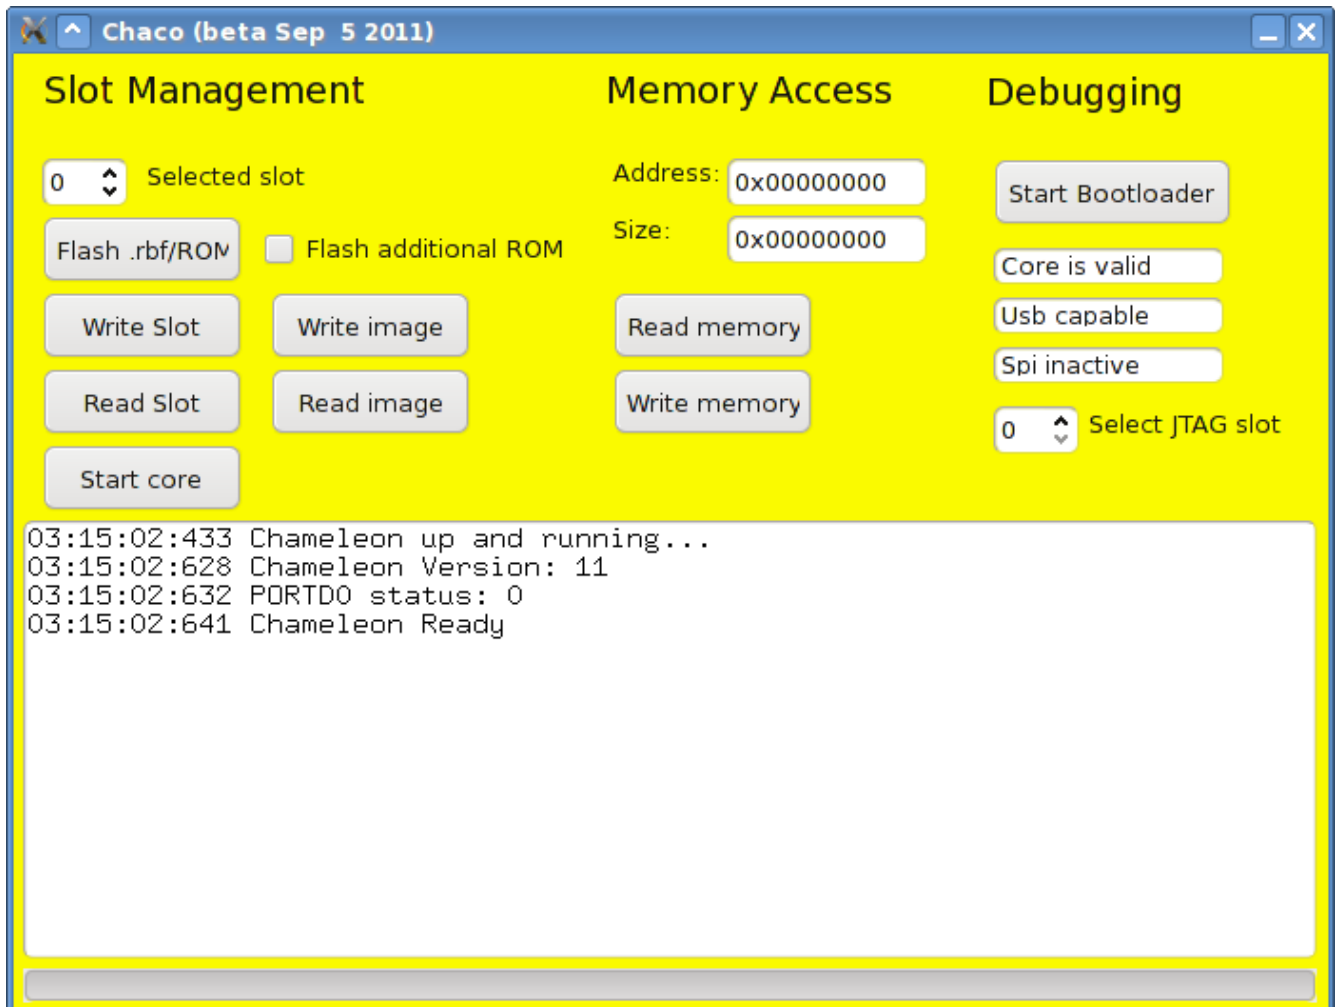 Chaco (beta Sep  5 2011)
Slot Management
Memory Access
Debugging
0
Selected slot
Address:
0x00000000
Start Bootloader
Flash .rbf/ROM
Flash additional ROM
Size:
0x00000000
Core is valid
Write Slot
Write image
Read memory
Usb capable
Spi inactive
Read Slot
Read image
Write memory
0
Select JTAG slot
Start core
03:15:02:433 Chameleon up and running...
03:15:02:628 Chameleon Version: 11
03:15:02:632 PORTD0 status: 0
03:15:02:641 Chameleon Ready